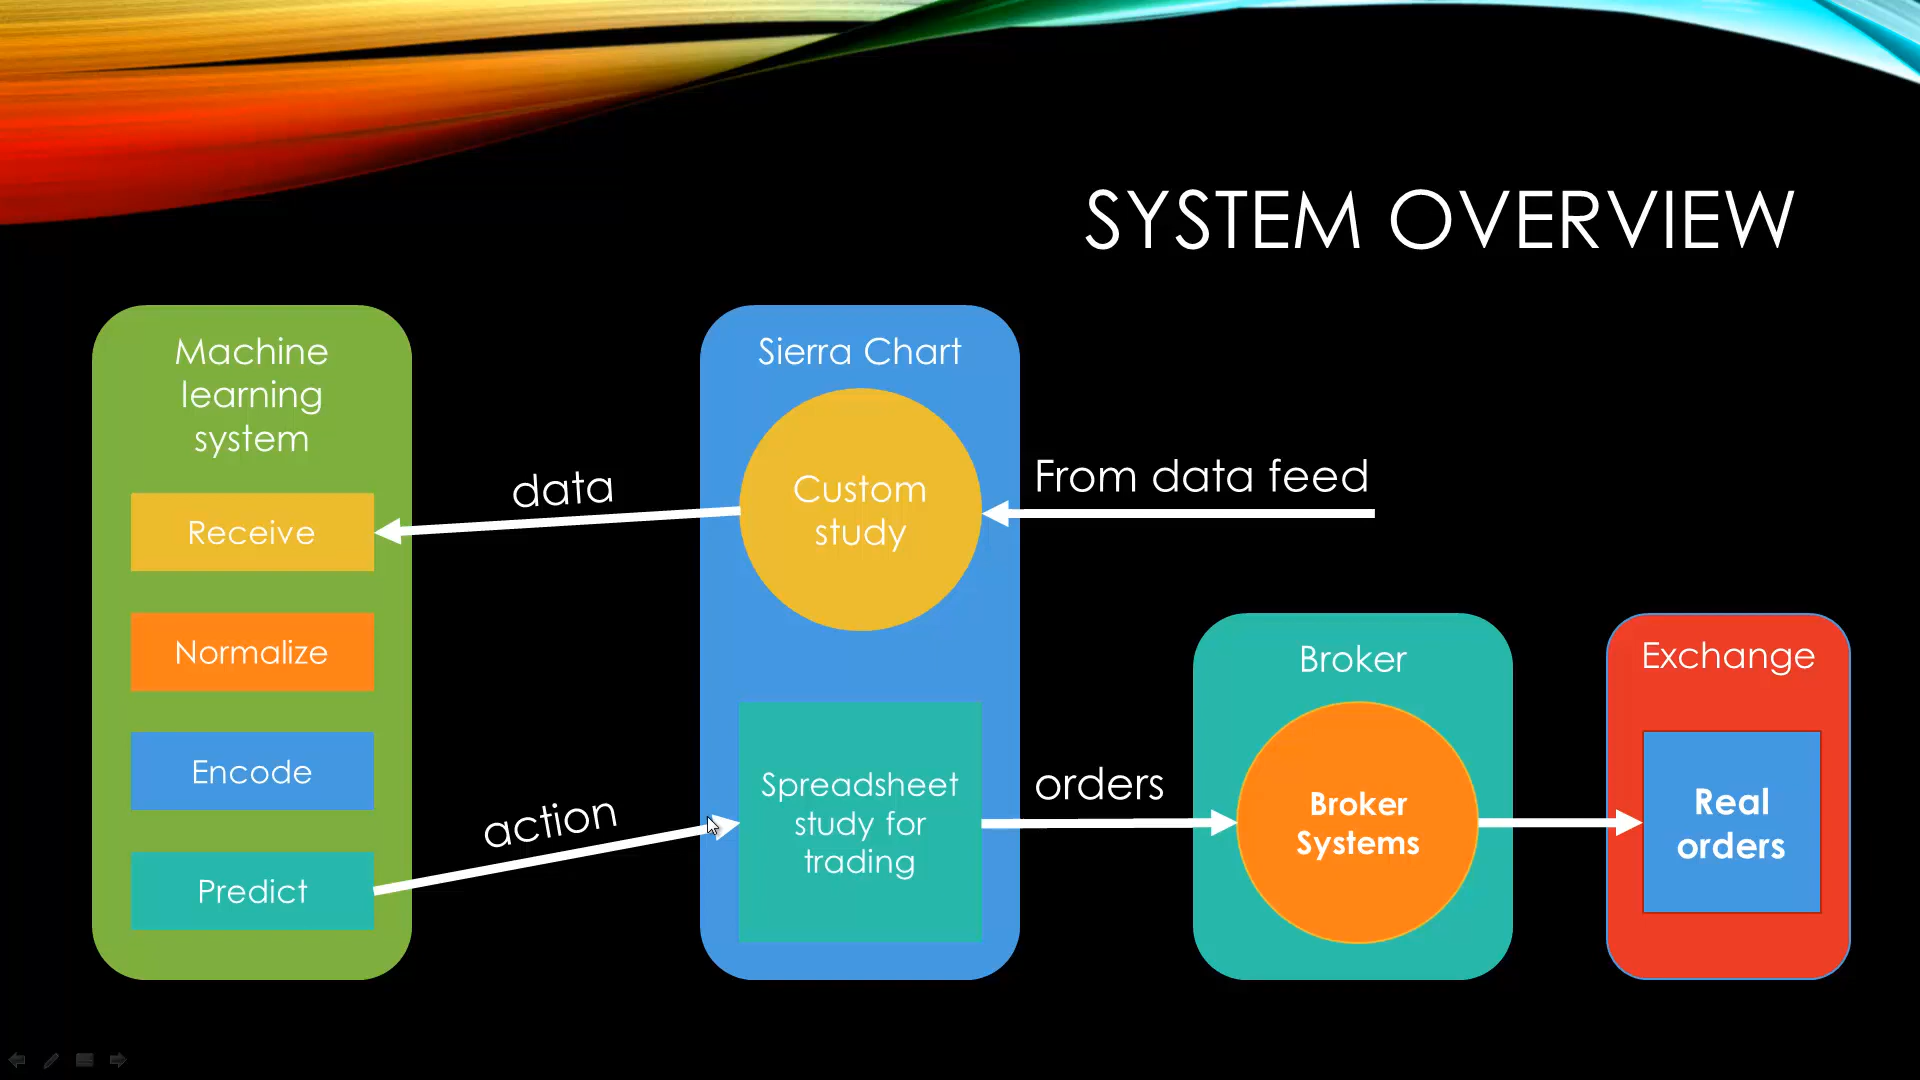 SYSTEM OVERVIEW
Machine
learning
system
Receive
Normalize
Encode
Predict
data
action
Sierra Chart
Custom
study
Spreadsheet
study for
trading
From data feed
orders
Broker
Broker
Systems
Exchange
Real
orders